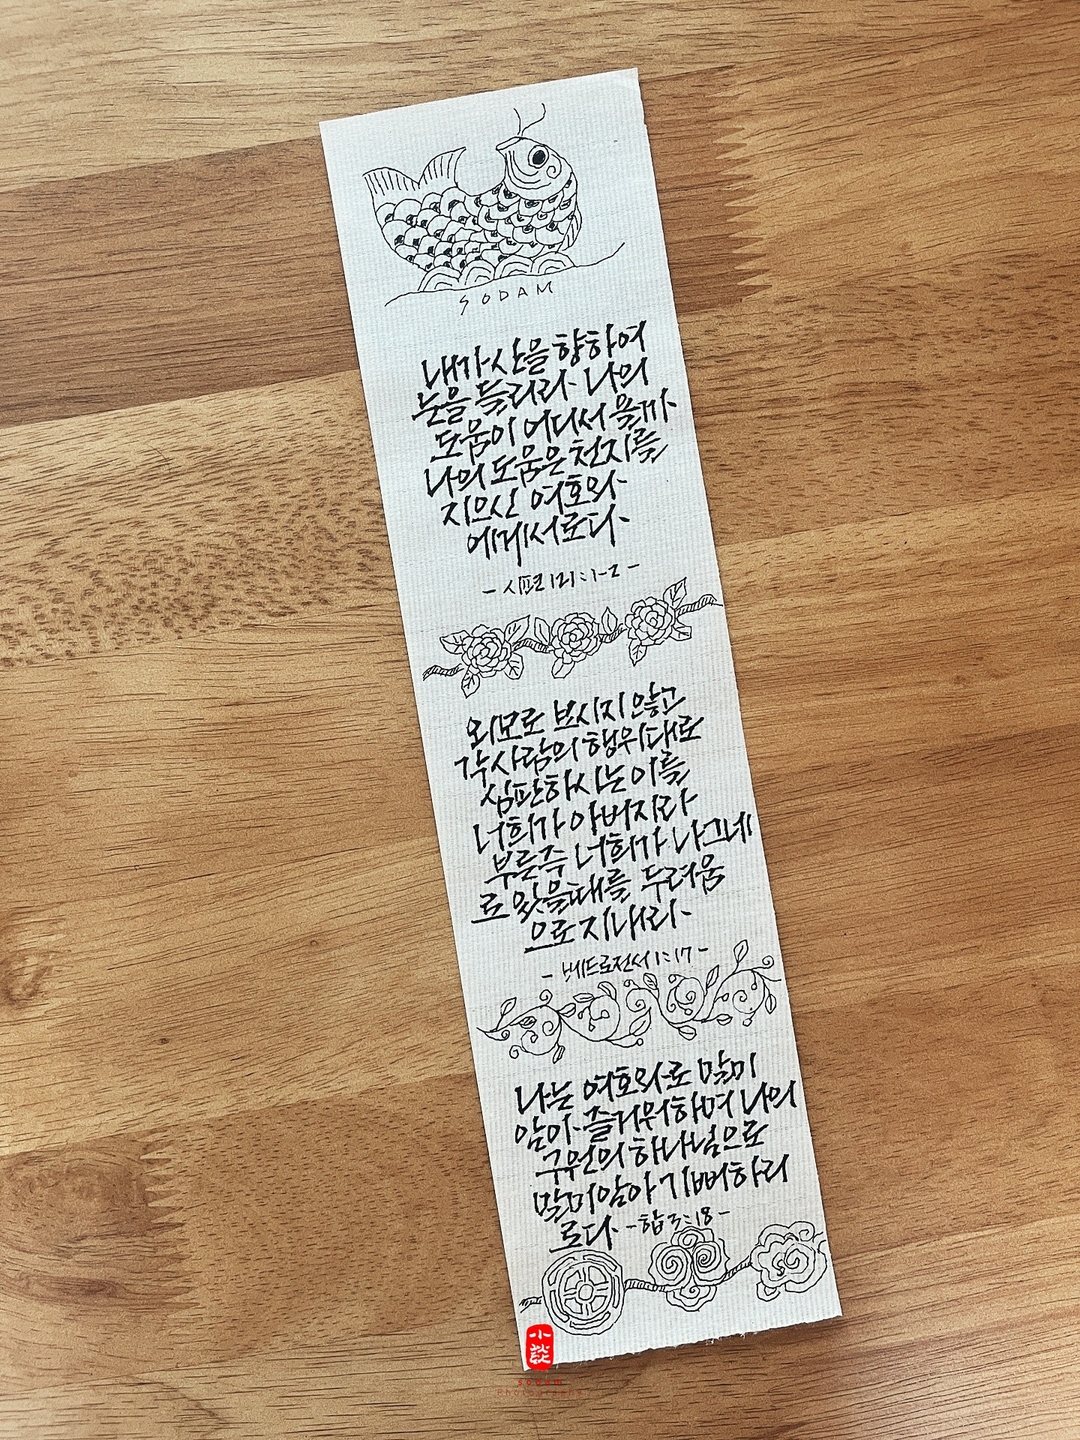 SODAM
내가 산을 향하여
눈을 들리라 나의
도움이 어디서 올까
나의 도움은 천지를
지으신 여호와
에게서로다
- 시편 121:1-2 -
외모로 보시지 않고
각 사람의 행위대로
심판하시는 이를
너희가 아버지라
부른즉 너희가 나그네
로 있을때를 두려움
으로 지내라
- 베드로전서 1:17 -
나는 여호와로 말미
암아 즐거워하며 나의
구원의 하나님으로
말미암아 기뻐하리
로다 - 합 3:18 -
小
談
sodam
Photography